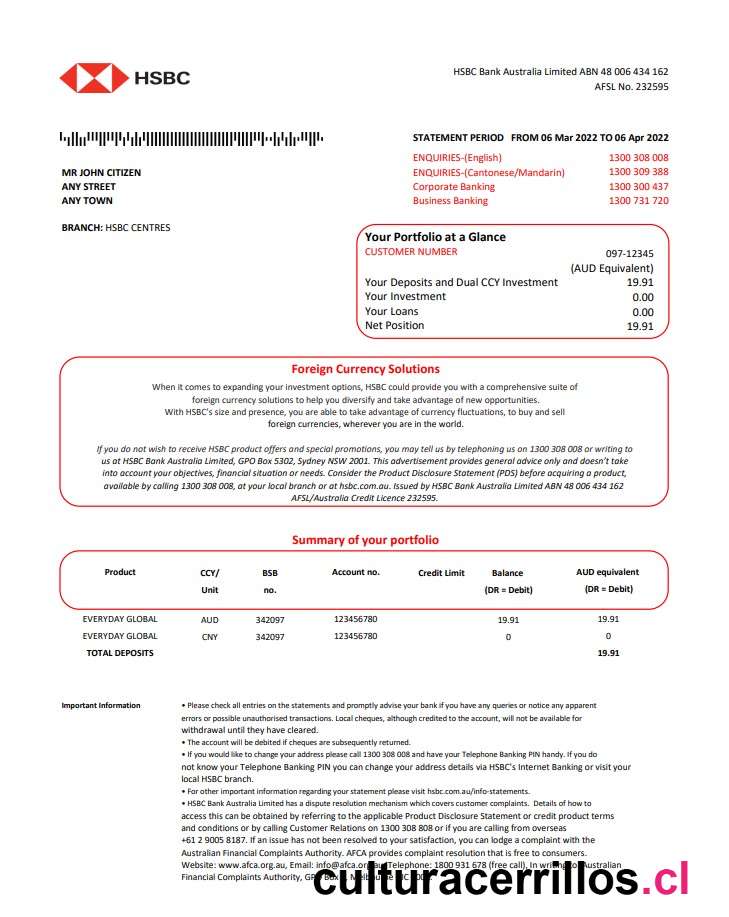 HSBC
HSBC Bank Australia Limited ABN 48 006 434 162
AFSL No. 232595
STATEMENT PERIOD FROM 06 Mar 2022 TO 06 Apr 2022
ENQUIRIES-(English) 1300 308 008
ENQUIRIES-(Cantonese/Mandarin) 1300 309 388
Corporate Banking 1300 300 437
Business Banking 1300 731 720
MR JOHN CITIZEN
ANY STREET
ANY TOWN
BRANCH: HSBC CENTRES
Your Portfolio at a Glance
CUSTOMER NUMBER 097-12345
(AUD Equivalent)
Your Deposits and Dual CCY Investment 19.91
Your Investment 0.00
Your Loans 0.00
Net Position 19.91
Foreign Currency Solutions
When it comes to expanding your investment options, HSBC could provide you with a comprehensive suite of
foreign currency solutions to help you diversify and take advantage of new opportunities.
With HSBC's size and presence, you are able to take advantage of currency fluctuations, to buy and sell
foreign currencies, wherever you are in the world.
If you do not wish to receive HSBC product offers and special promotions, you may tell us by telephoning us on 1300 308 008 or writing to
us at HSBC Bank Australia Limited, GPO Box 5302, Sydney NSW 2001. This advertisement provides general advice only and doesn't take
into account your objectives, financial situation or needs. Consider the Product Disclosure Statement (PDS) before acquiring a product,
available by calling 1300 308 008, at your local branch or at hsbc.com.au. Issued by HSBC Bank Australia Limited ABN 48 006 434 162
AFSL/Australia Credit Licence 232595.
Summary of your portfolio
Product CCY/ BSB Account no. Credit Limit Balance AUD equivalent
Unit no. (DR = Debit) (DR = Debit)
EVERYDAY GLOBAL AUD 342097 123456780 19.91 19.91
EVERYDAY GLOBAL CNY 342097 123456780 0 0
TOTAL DEPOSITS 19.91
Important Information • Please check all entries on the statements and promptly advise your bank if you have any queries or notice any apparent
errors or possible unauthorised transactions. Local cheques, although credited to the account, will not be available for
withdrawal until they have cleared.
• The account will be debited if cheques are subsequently returned.
• If you would like to change your address please call 1300 308 008 and have your Telephone Banking PIN handy. If you do
not know your Telephone Banking PIN you can change your address details via HSBC's Internet Banking or visit your
local HSBC branch.
• For other important information regarding your statement please visit hsbc.com.au/info-statements.
• HSBC Bank Australia Limited has a dispute resolution mechanism which covers customer complaints. Details of how to
access this can be obtained by referring to the applicable Product Disclosure Statement or credit product terms
and conditions or by calling Customer Relations on 1300 308 808 or if you are calling from overseas
+61 2 9005 8187. If an issue has not been resolved to your satisfaction, you can lodge a complaint with the
Australian Financial Complaints Authority. AFCA provides complaint resolution that is free to consumers.
Website: www.afca.org.au, Email: info@afca.org.au, Telephone: 1800 931 678 (free call), In writing to: Australian
Financial Complaints Authority, GPO Box
culturacerrillos.cl